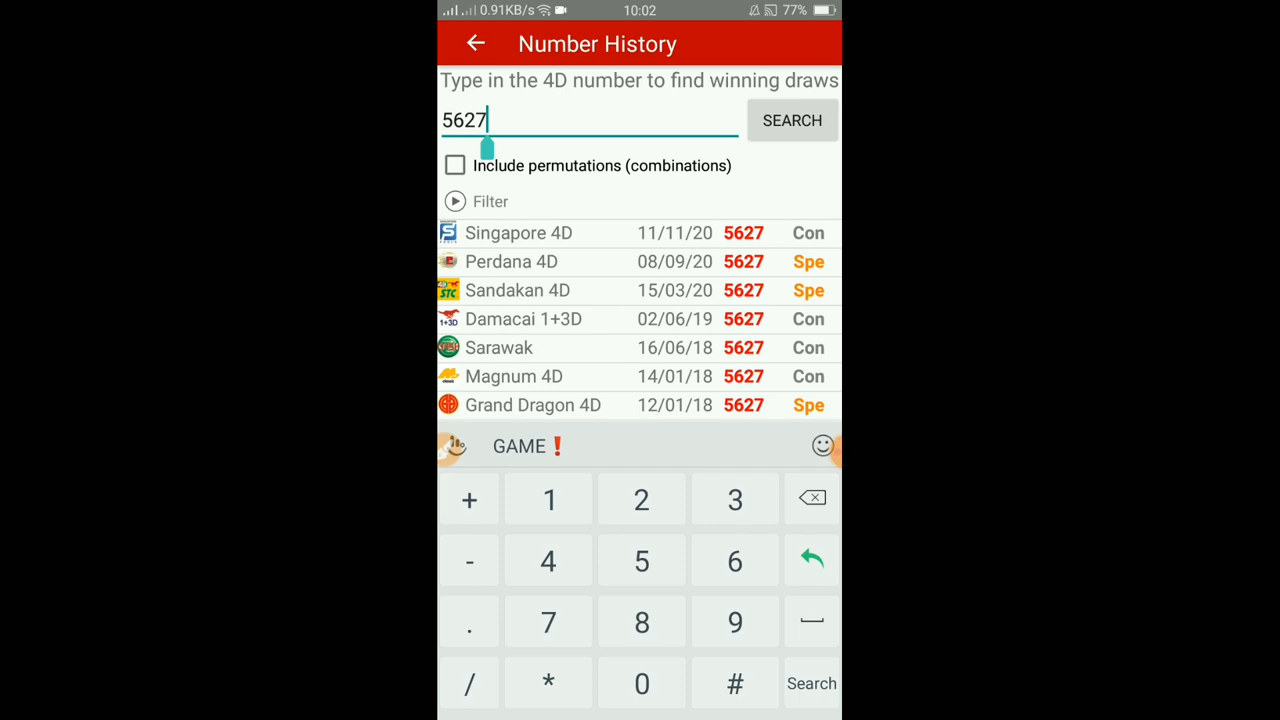 0.91KB/s 10:02 77%
Number History
Type in the 4D number to find winning draws
5627 SEARCH
Include permutations (combinations)
Filter
Singapore 4D 11/11/20 5627 Con
Perdana 4D 08/09/20 5627 Spe
STC Sandakan 4D 15/03/20 5627 Spe
1+3D Damacai 1+3D 02/06/19 5627 Con
Sarawak 16/06/18 5627 Con
Magnum 4D 14/01/18 5627 Con
Grand Dragon 4D 12/01/18 5627 Spe
GAME❗
+ 1 2 3
- 4 5 6
. 7 8 9
/ * 0 # Search